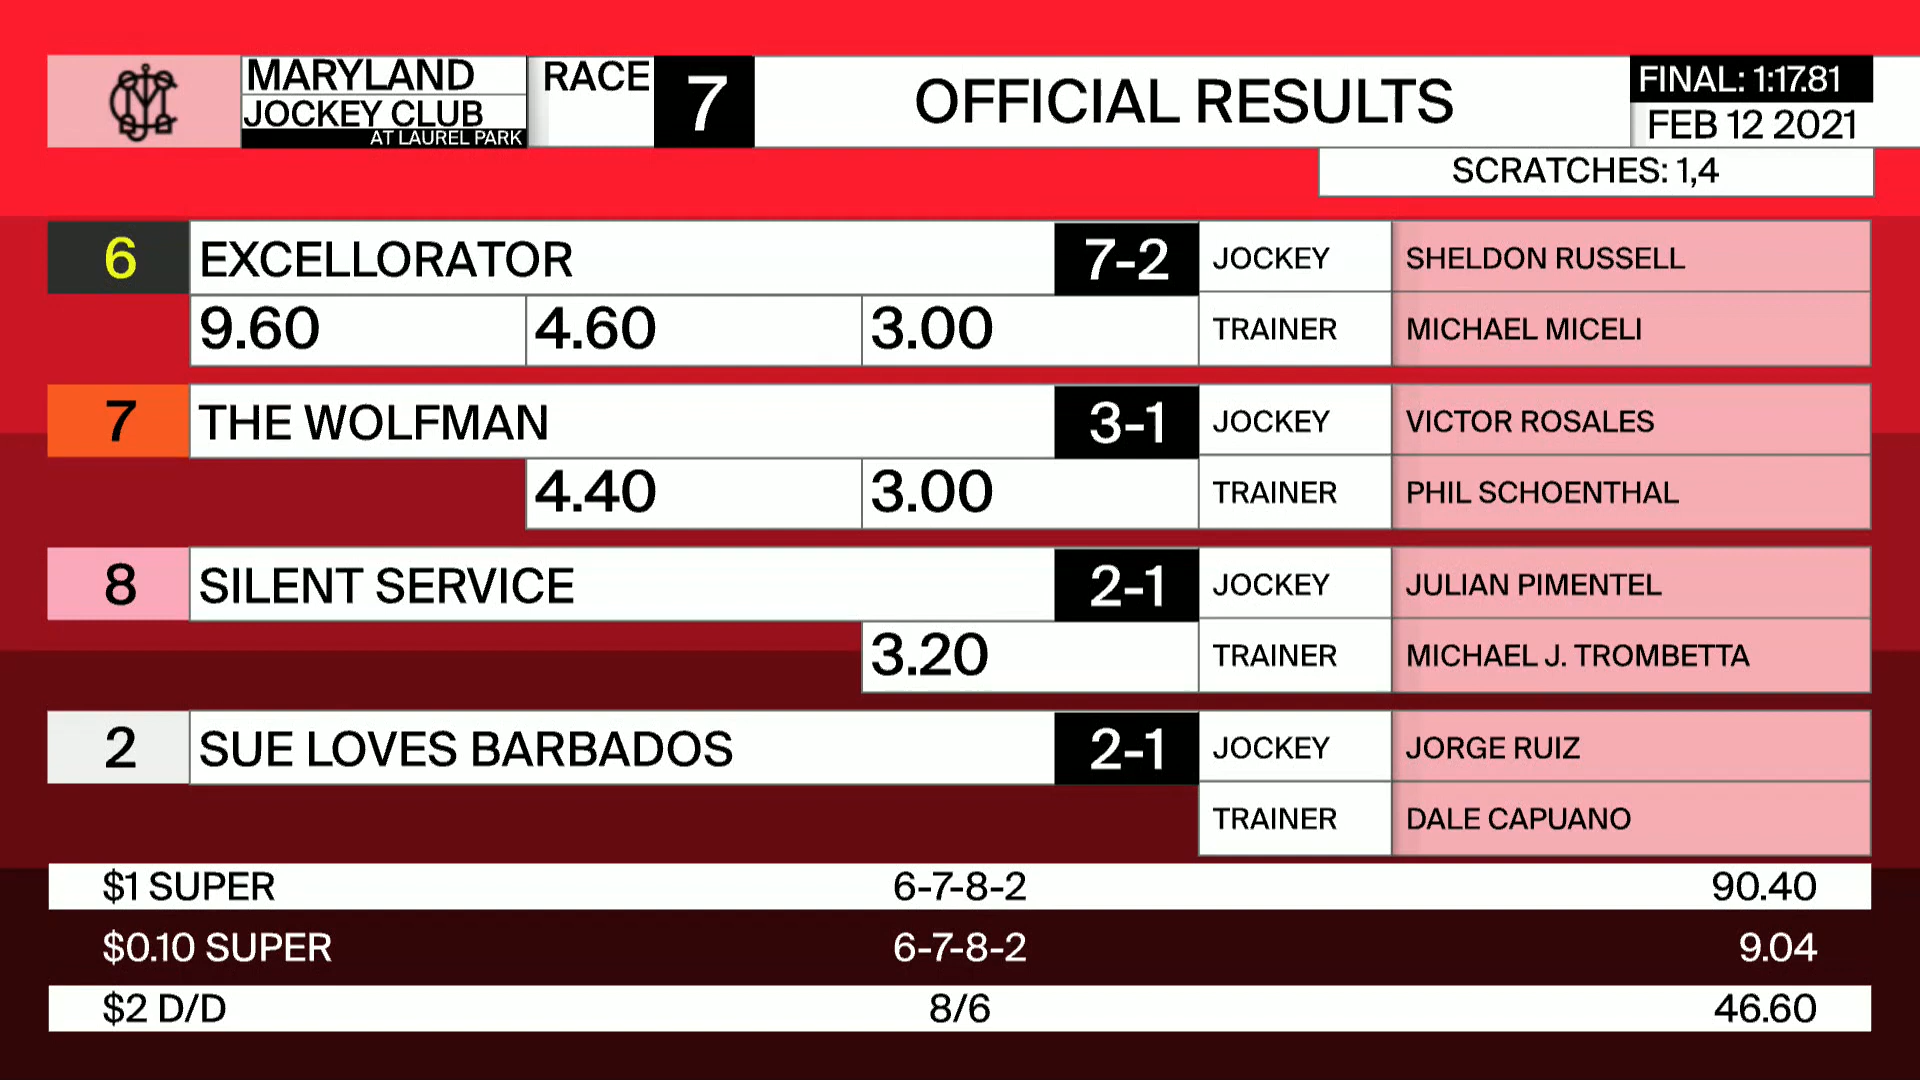 MARYLAND
JOCKEY CLUB
AT LAUREL PARK
RACE 7
OFFICIAL RESULTS
FINAL: 1:17.81
FEB 12 2021
SCRATCHES: 1,4
6 EXCELLORATOR 7-2 JOCKEY SHELDON RUSSELL
9.60 4.60 3.00 TRAINER MICHAEL MICELI
7 THE WOLFMAN 3-1 JOCKEY VICTOR ROSALES
4.40 3.00 TRAINER PHIL SCHOENTHAL
8 SILENT SERVICE 2-1 JOCKEY JULIAN PIMENTEL
3.20 TRAINER MICHAEL J. TROMBETTA
2 SUE LOVES BARBADOS 2-1 JOCKEY JORGE RUIZ
TRAINER DALE CAPUANO
$1 SUPER 6-7-8-2 90.40
$0.10 SUPER 6-7-8-2 9.04
$2 D/D 8/6 46.60